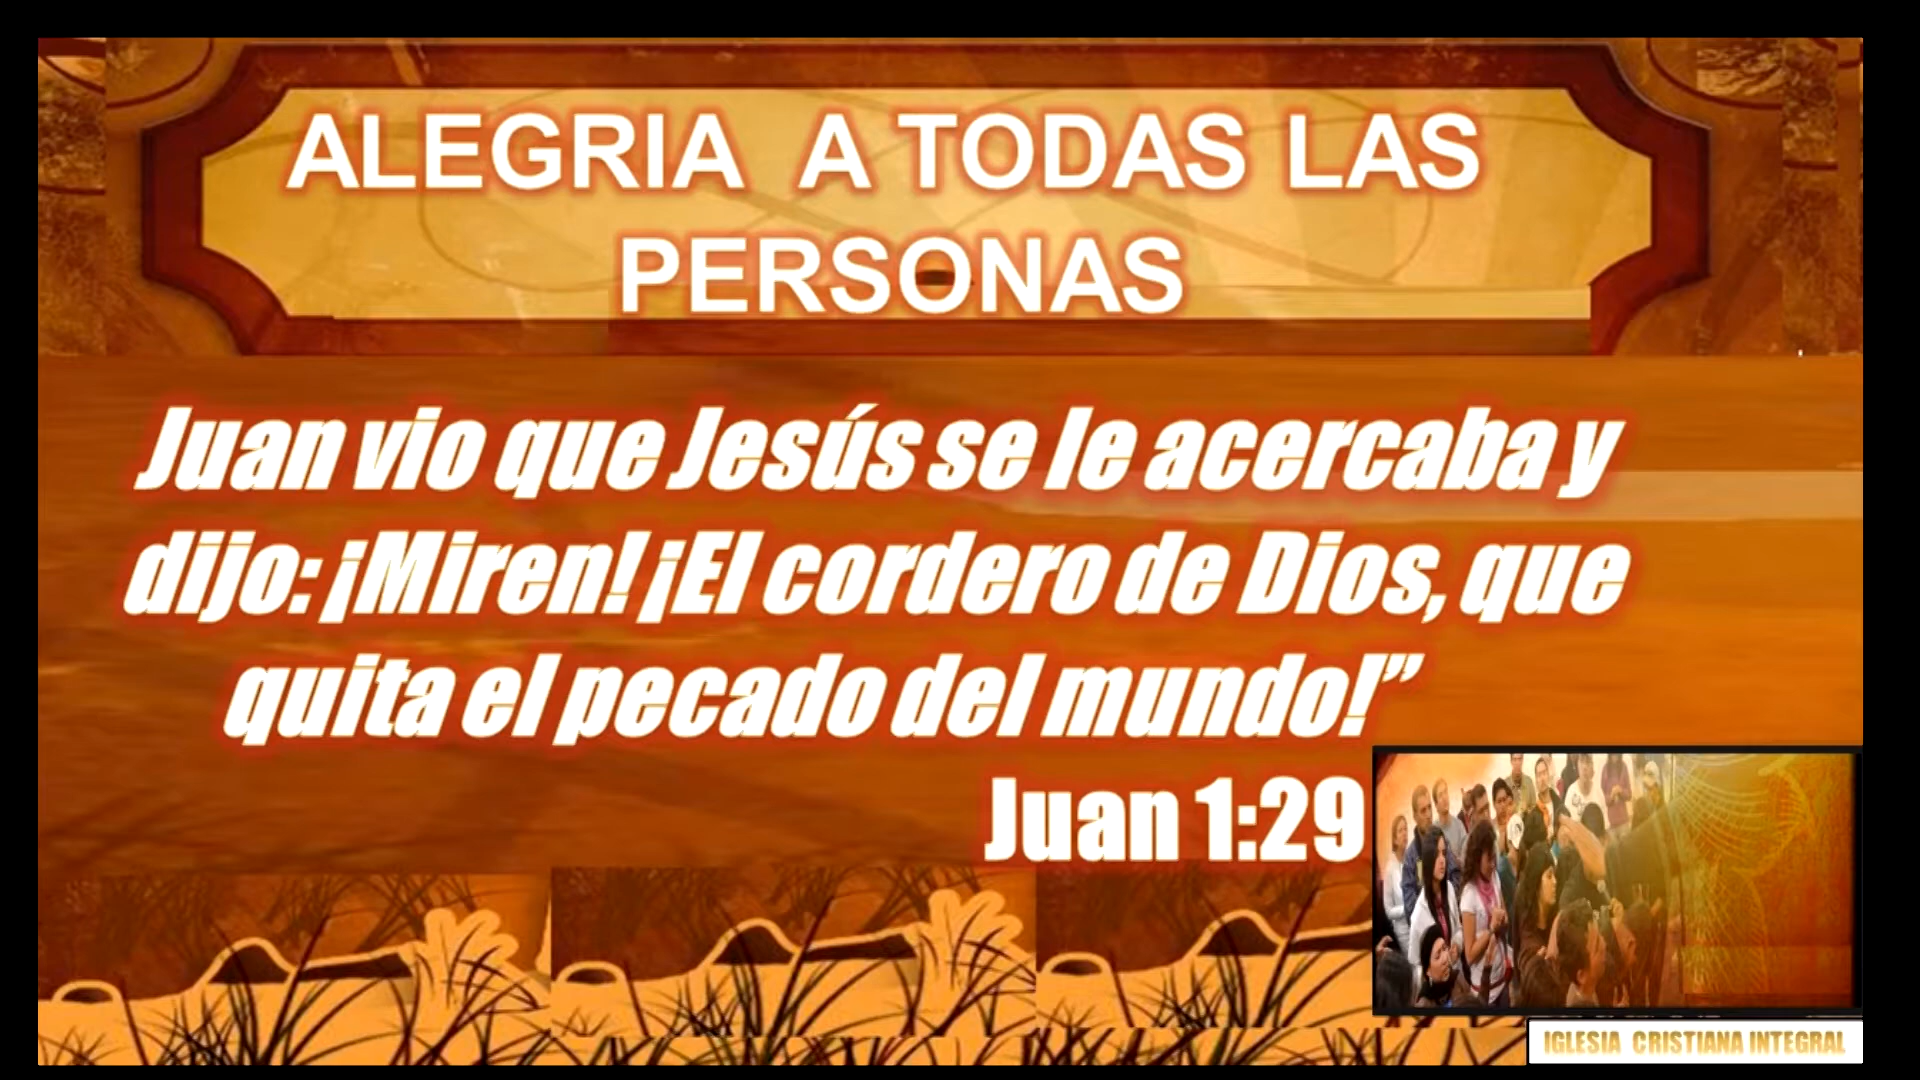 ALEGRIA  A TODAS LAS
PERSONAS
Juan vio que Jesús se le acercaba y
dijo: ¡Miren! ¡El cordero de Dios, que
quita el pecado del mundo!”
Juan 1:29
IGLESIA  CRISTIANA INTEGRAL